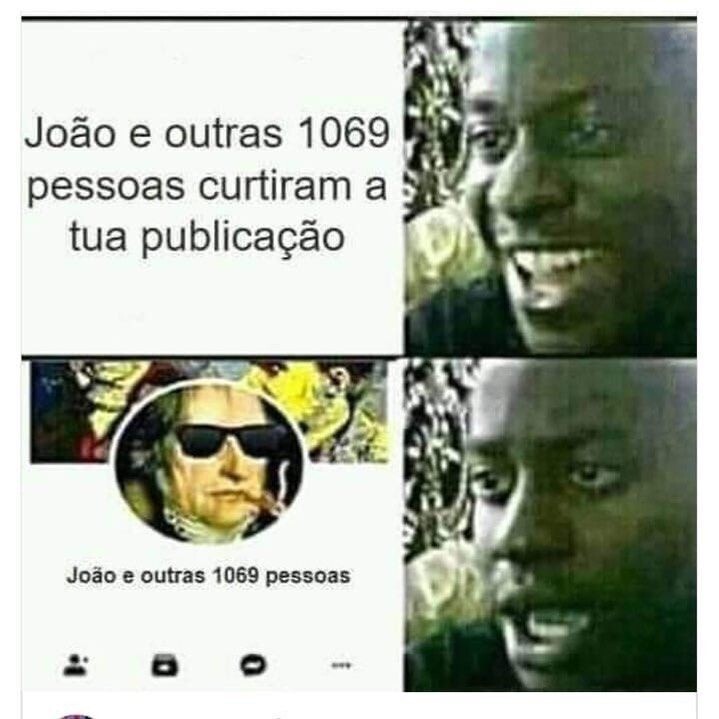 João e outras 1069
pessoas curtiram a
tua publicação
João e outras 1069 pessoas